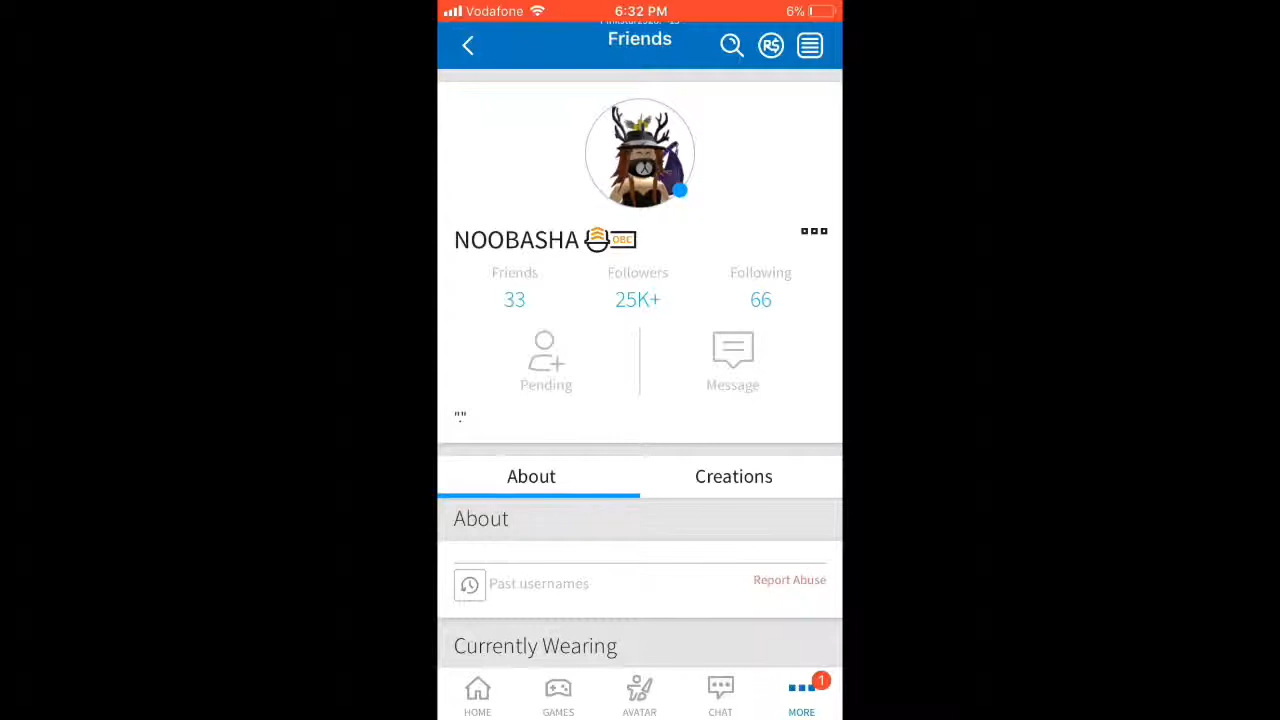 Vodafone 6:32 PM 6%
Friends
R$
NOOBASHA OBC
Friends Followers Following
33 25K+ 66
Pending Message
"."
About Creations
About
Past usernames Report Abuse
Currently Wearing
1
HOME GAMES AVATAR CHAT MORE